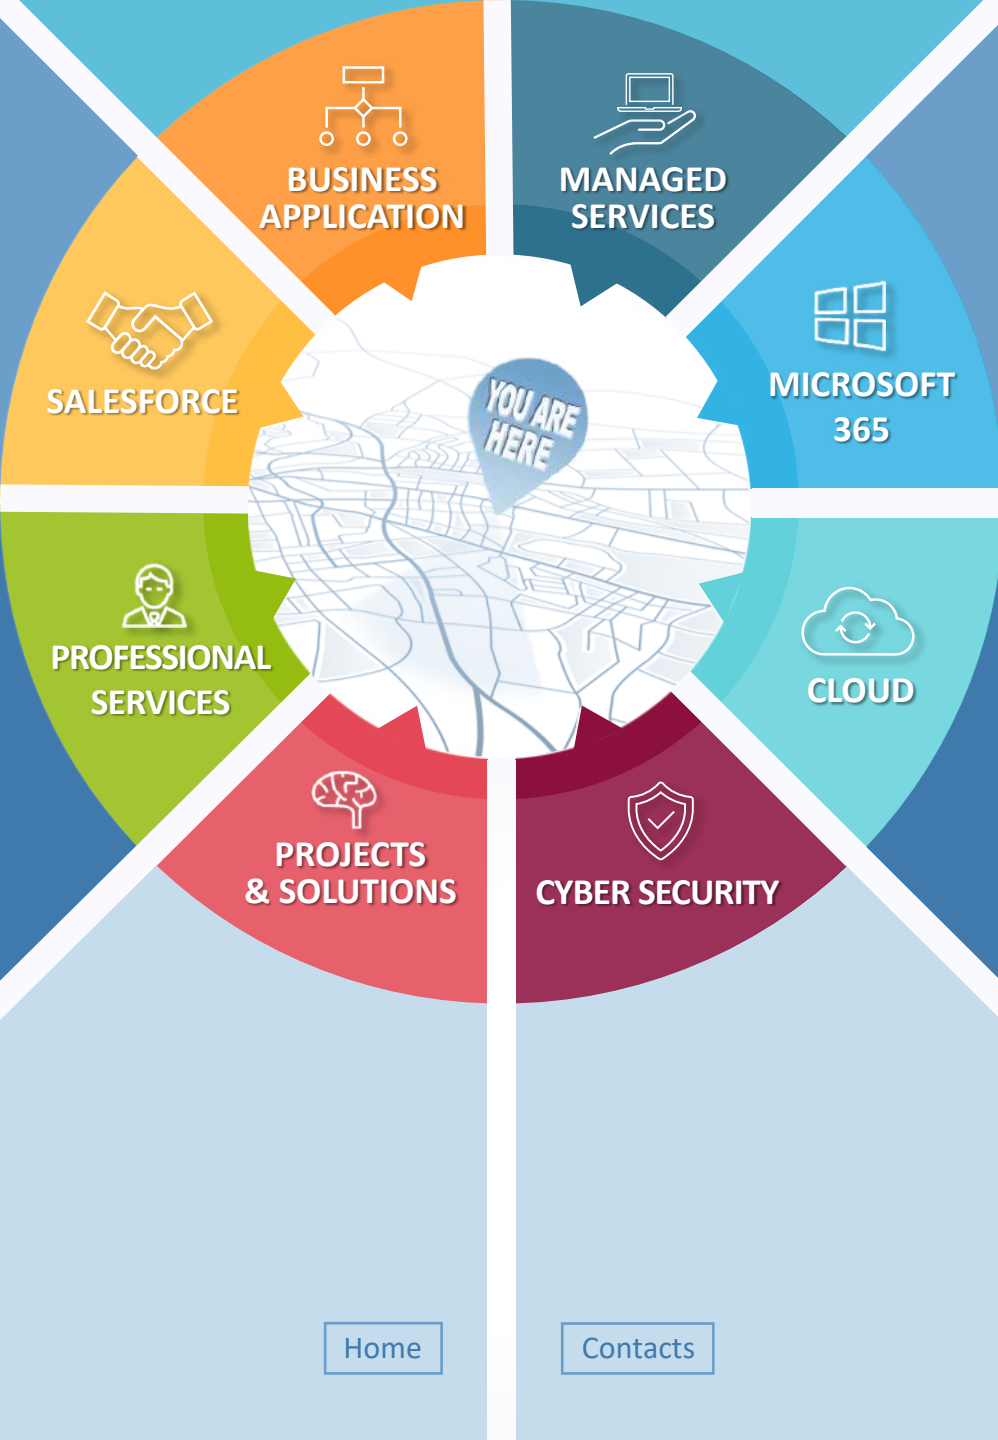 BUSINESS
APPLICATION
MANAGED
SERVICES
SALESFORCE
MICROSOFT
365
YOU ARE
HERE
PROFESSIONAL
SERVICES
CLOUD
PROJECTS
& SOLUTIONS
CYBER SECURITY
Home
Contacts